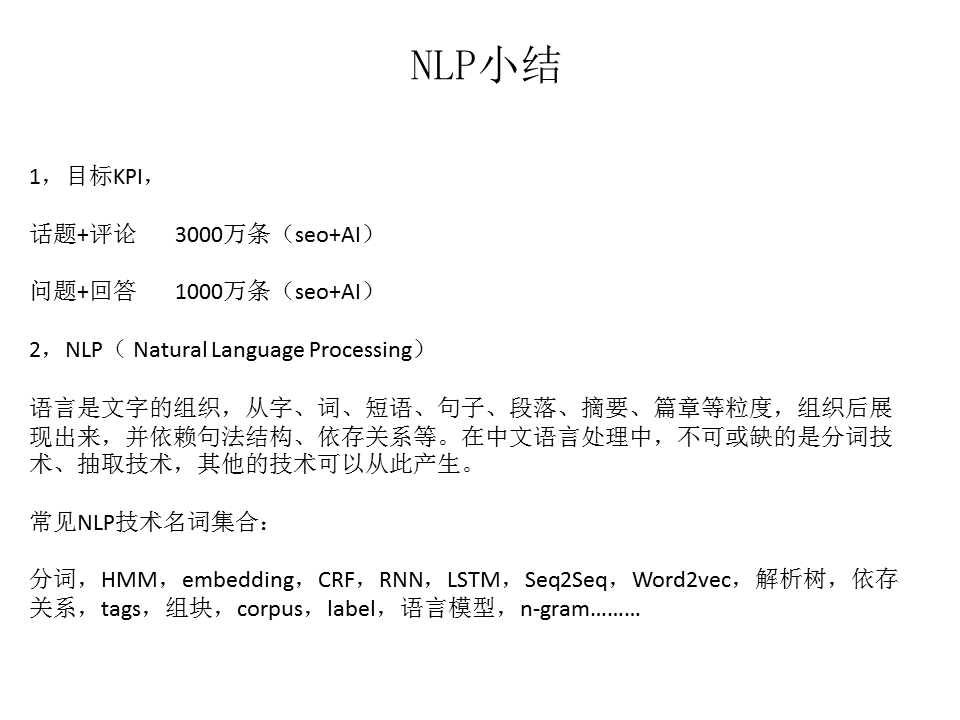 NLP小结
1，目标KPI，
话题+评论 3000万条（seo+AI）
问题+回答 1000万条（seo+AI）
2，NLP（ Natural Language Processing）
语言是文字的组织，从字、词、短语、句子、段落、摘要、篇章等粒度，组织后展
现出来，并依赖句法结构、依存关系等。在中文语言处理中，不可或缺的是分词技
术、抽取技术，其他的技术可以从此产生。
常见NLP技术名词集合：
分词，HMM，embedding，CRF，RNN，LSTM，Seq2Seq，Word2vec，解析树，依存
关系，tags，组块，corpus，label，语言模型，n-gram………